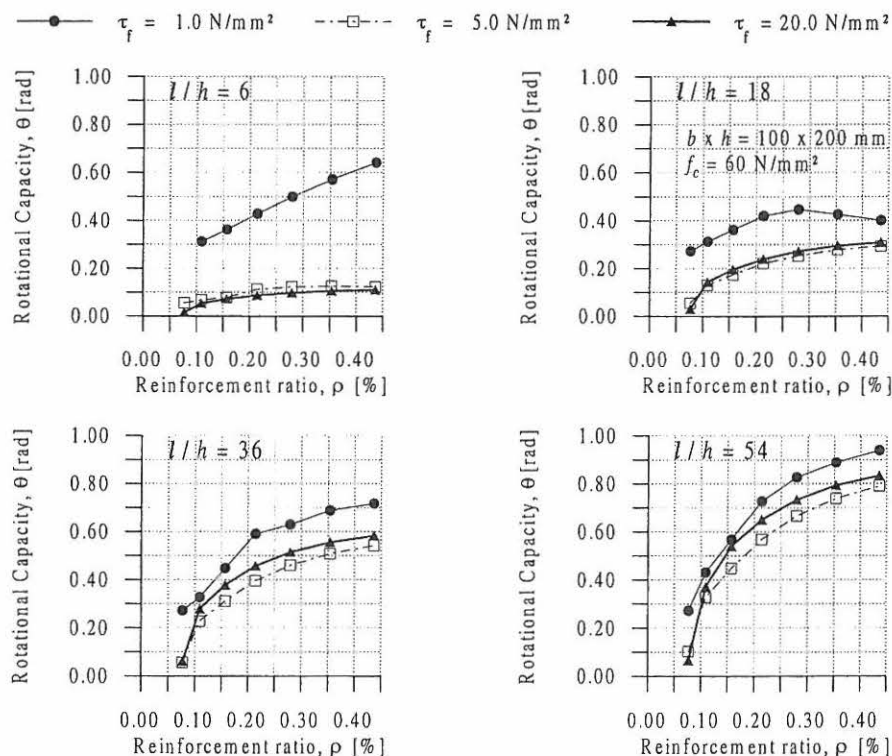 τf = 1.0 N/mm² τf = 5.0 N/mm² τf = 20.0 N/mm²
1.00
0.80
0.60
0.40
0.20
0.00
Rotational Capacity, θ [rad]
l / h = 6
0.00 0.10 0.20 0.30 0.40
Reinforcement ratio, ρ [%]
1.00
0.80
0.60
0.40
0.20
0.00
Rotational Capacity, θ [rad]
l / h = 18
b x h = 100 x 200 mm
fc = 60 N/mm²
0.00 0.10 0.20 0.30 0.40
Reinforcement ratio, ρ [%]
1.00
0.80
0.60
0.40
0.20
0.00
Rotational Capacity, θ [rad]
l / h = 36
0.00 0.10 0.20 0.30 0.40
Reinforcement ratio, ρ [%]
1.00
0.80
0.60
0.40
0.20
0.00
Rotational Capacity, θ [rad]
l / h = 54
0.00 0.10 0.20 0.30 0.40
Reinforcement ratio, ρ [%]